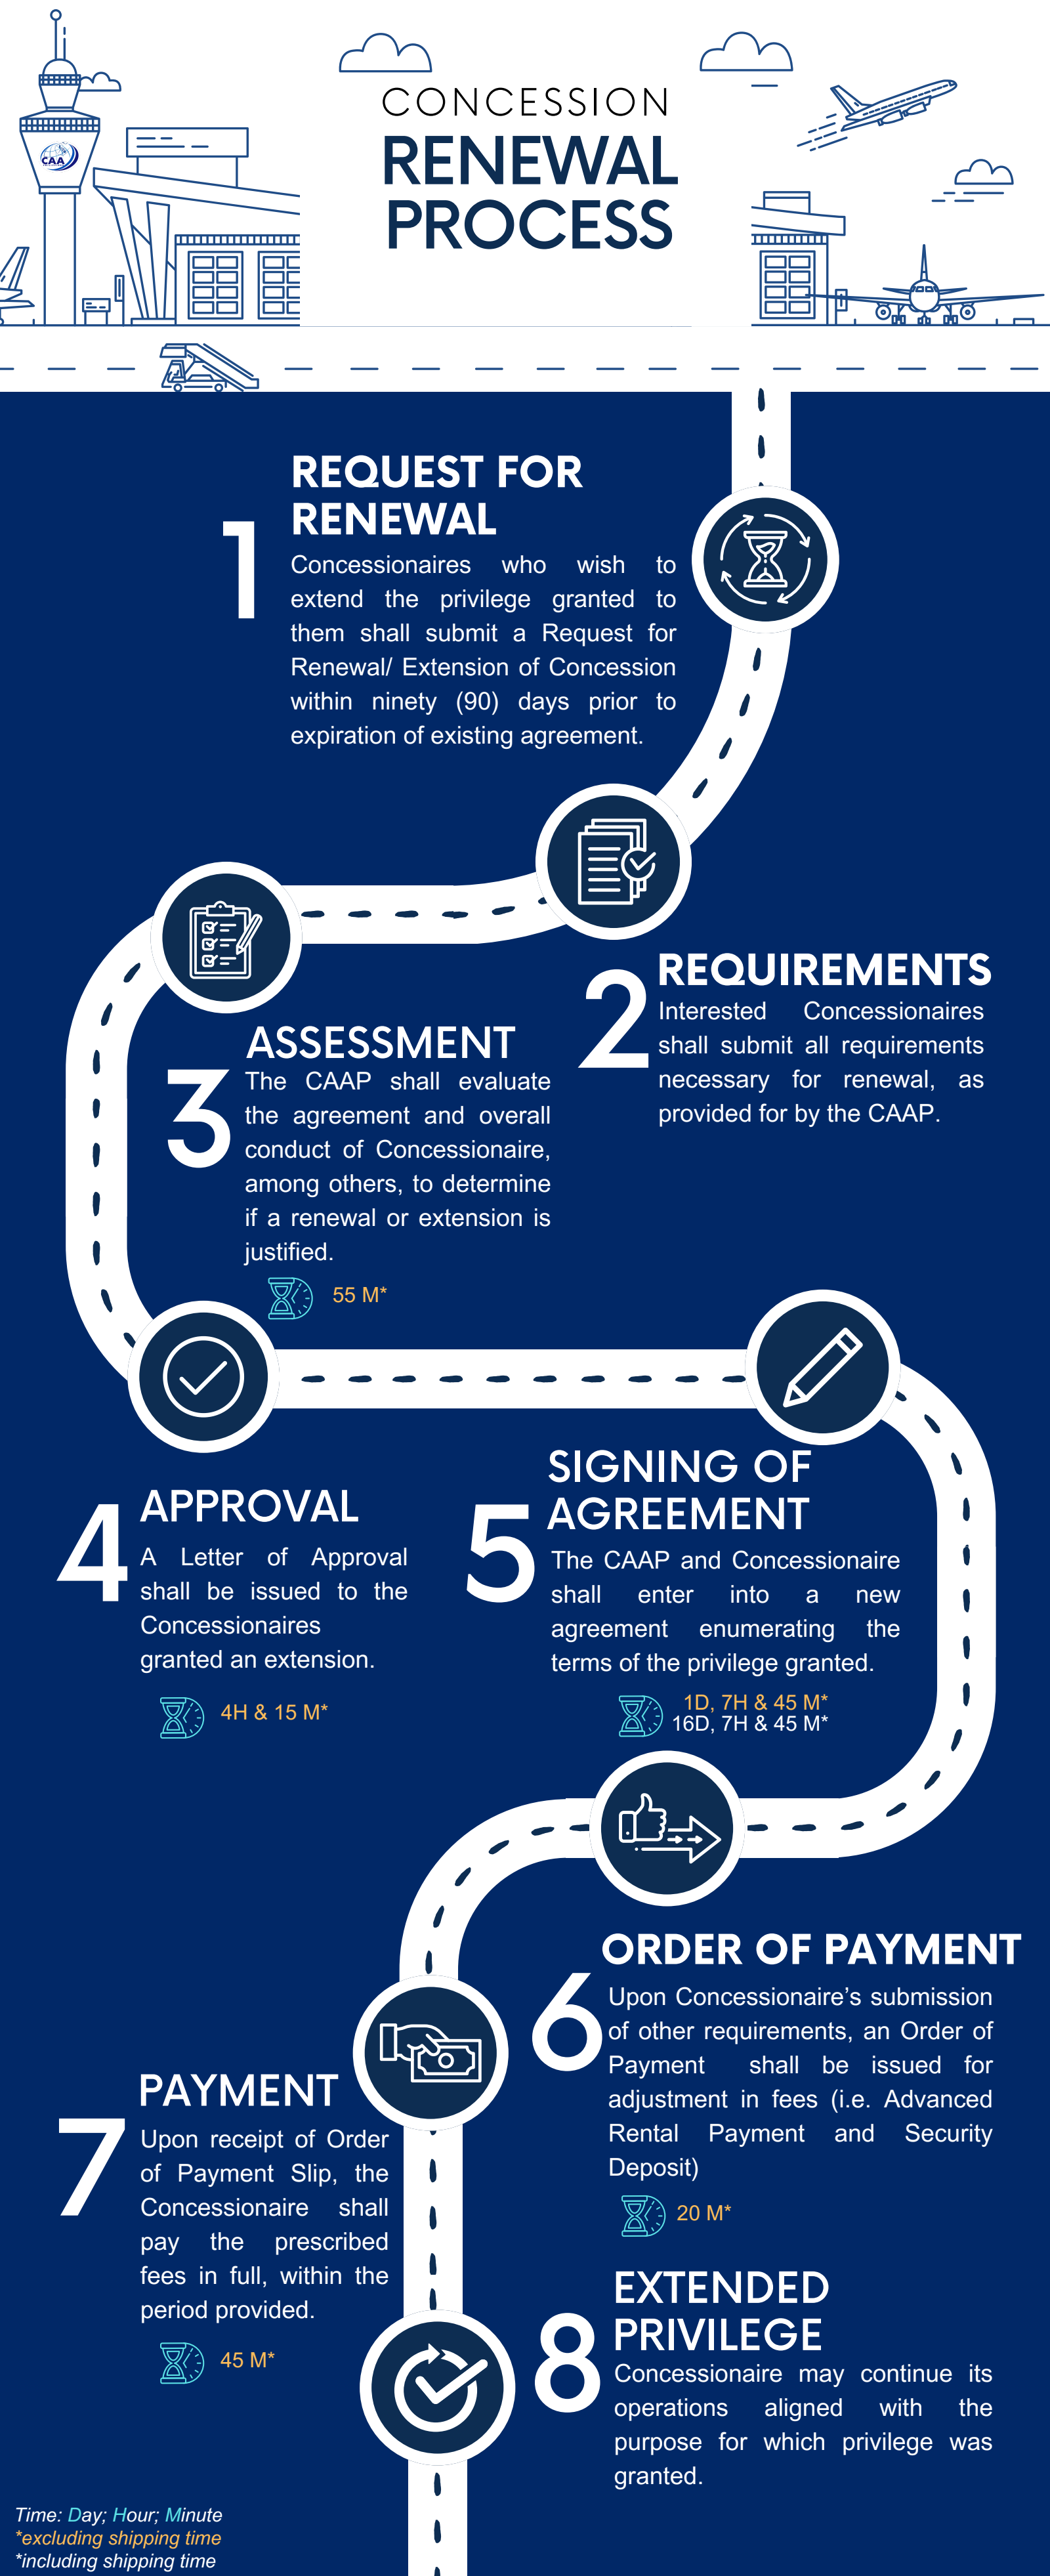 CONCESSION
RENEWAL
PROCESS
CAA
1
REQUEST FOR
RENEWAL
Concessionaires who wish to
extend the privilege granted to
them shall submit a Request for
Renewal/ Extension of Concession
within ninety (90) days prior to
expiration of existing agreement.
2
REQUIREMENTS
Interested Concessionaires
shall submit all requirements
necessary for renewal, as
provided for by the CAAP.
3
ASSESSMENT
The CAAP shall evaluate
the agreement and overall
conduct of Concessionaire,
among others, to determine
if a renewal or extension is
justified.
55 M*
4
APPROVAL
A Letter of Approval
shall be issued to the
Concessionaires
granted an extension.
4H & 15 M*
5
SIGNING OF
AGREEMENT
The CAAP and Concessionaire
shall enter into a new
agreement enumerating the
terms of the privilege granted.
1D, 7H & 45 M*
16D, 7H & 45 M*
6
ORDER OF PAYMENT
Upon Concessionaire’s submission
of other requirements, an Order of
Payment shall be issued for
adjustment in fees (i.e. Advanced
Rental Payment and Security
Deposit)
20 M*
7
PAYMENT
Upon receipt of Order
of Payment Slip, the
Concessionaire shall
pay the prescribed
fees in full, within the
period provided.
45 M*
8
EXTENDED
PRIVILEGE
Concessionaire may continue its
operations aligned with the
purpose for which privilege was
granted.
Time: Day; Hour; Minute
*excluding shipping time
*including shipping time